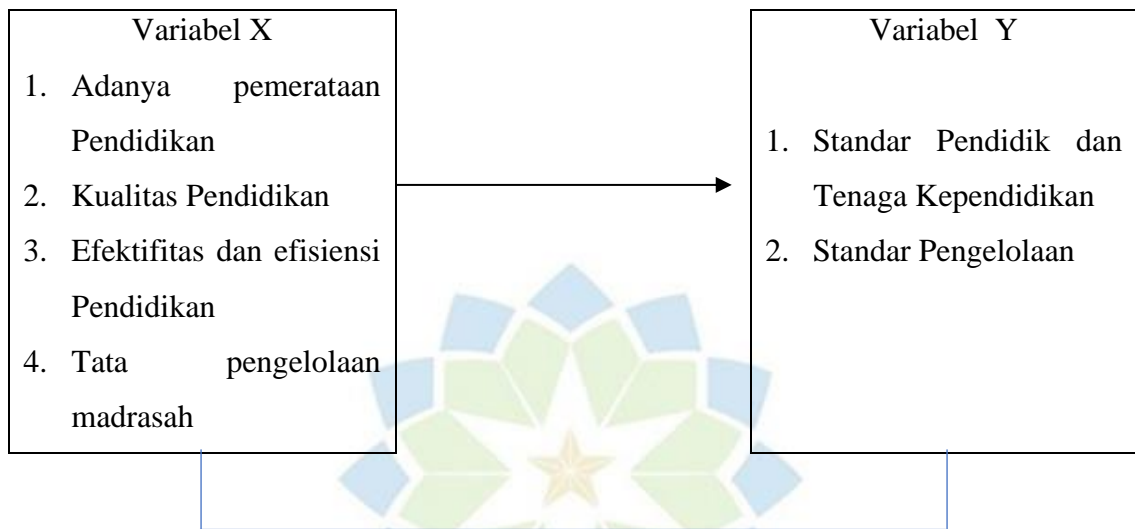 Variabel X
1. Adanya pemerataan
Pendidikan
2. Kualitas Pendidikan
3. Efektifitas dan efisiensi
Pendidikan
4. Tata pengelolaan
madrasah
Variabel Y
1. Standar Pendidik dan
Tenaga Kependidikan
2. Standar Pengelolaan